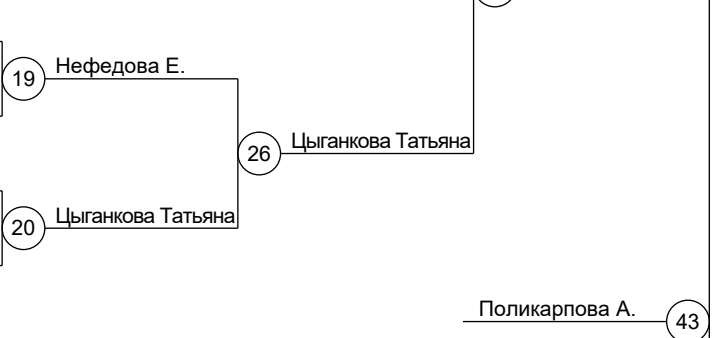 19
Нефедова Е.
26
Цыганкова Татьяна
20
Цыганкова Татьяна
Поликарпова А.
43